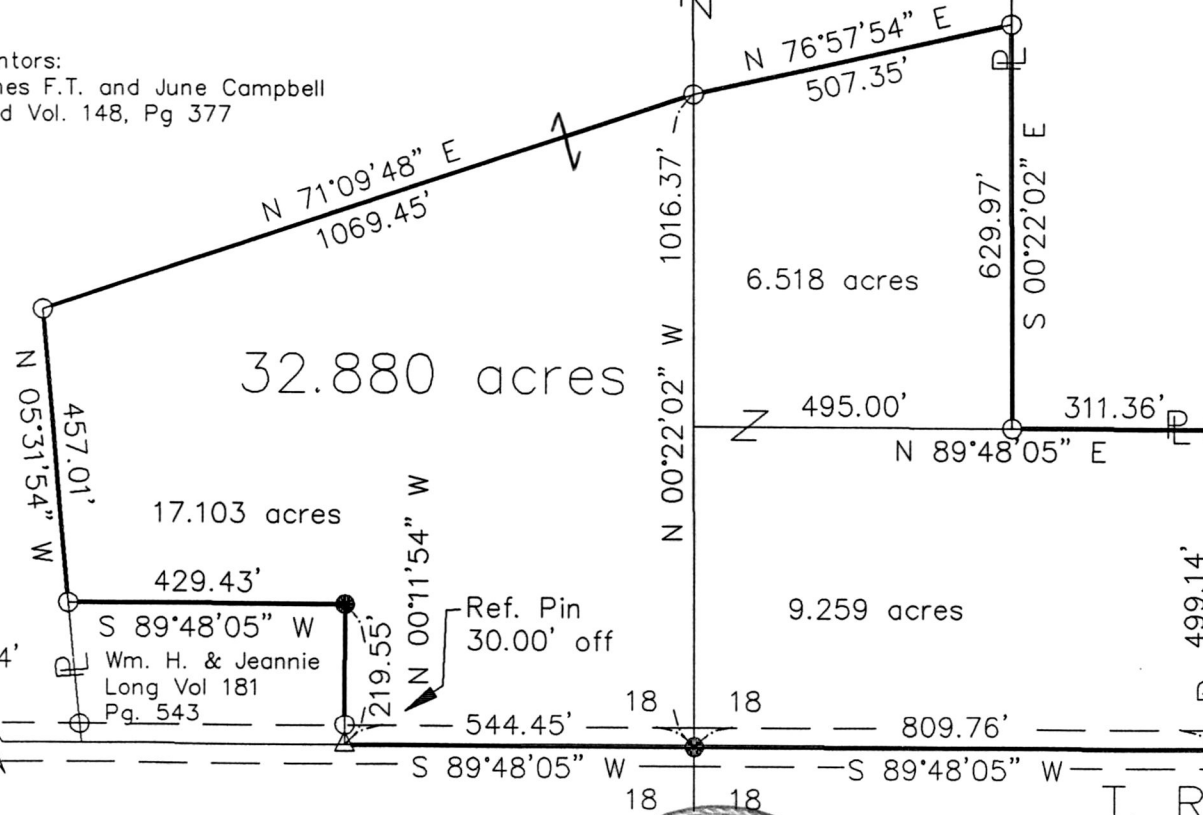 ntors:
nes F.T. and June Campbell
d Vol. 148, Pg 377
N
N 76°57'54" E
507.35'
PL
N 71°09'48" E
1069.45'
1016.37'
629.97'
S 00°22'02" E
6.518 acres
32.880 acres
N 00°22'02" W
495.00'
311.36'
PL
N 89°48'05" E
N 05°31'54" W
457.01'
17.103 acres
N 00°11'54" W
429.43'
S 89°48'05" W
219.55'
Ref. Pin
30.00' off
9.259 acres
499.14'
4'
PL
Wm. H. & Jeannie
Long Vol 181
Pg. 543
18
18
544.45'
809.76'
S 89°48'05" W
S 89°48'05" W
18
18
T R